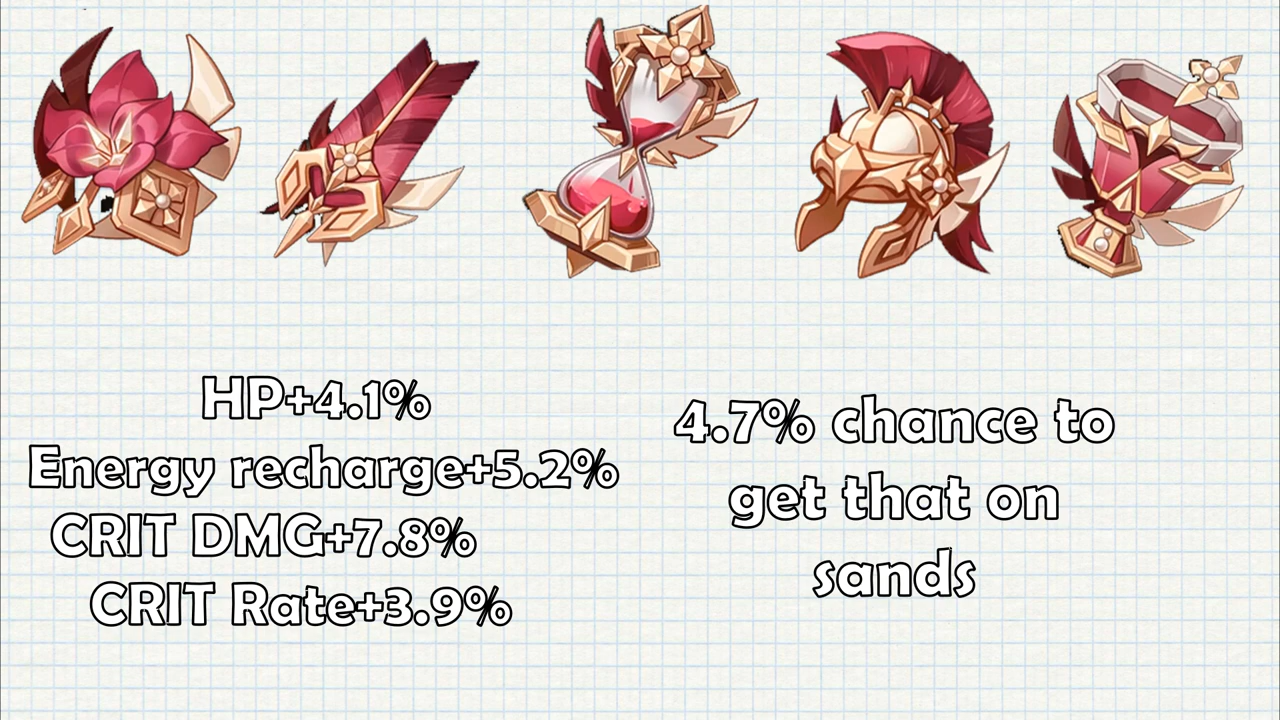 HP+4.1%
Energy recharge+5.2%
CRIT DMG+7.8%
CRIT Rate+3.9%
4.7% chance to
get that on
sands